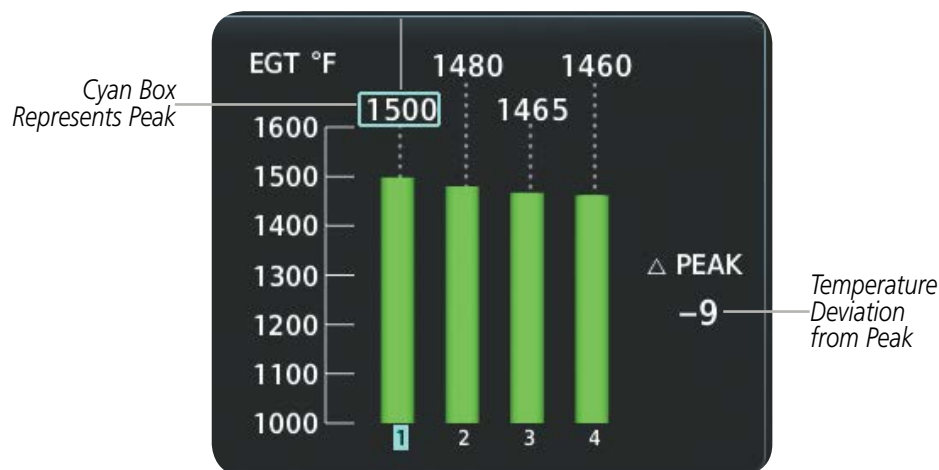 EGT °F
1480
1460
Cyan Box
Represents Peak
1500
1465
1600
1500
1400
1300
1200
1100
1000
△ PEAK
–9
Temperature
Deviation
from Peak
1
2
3
4